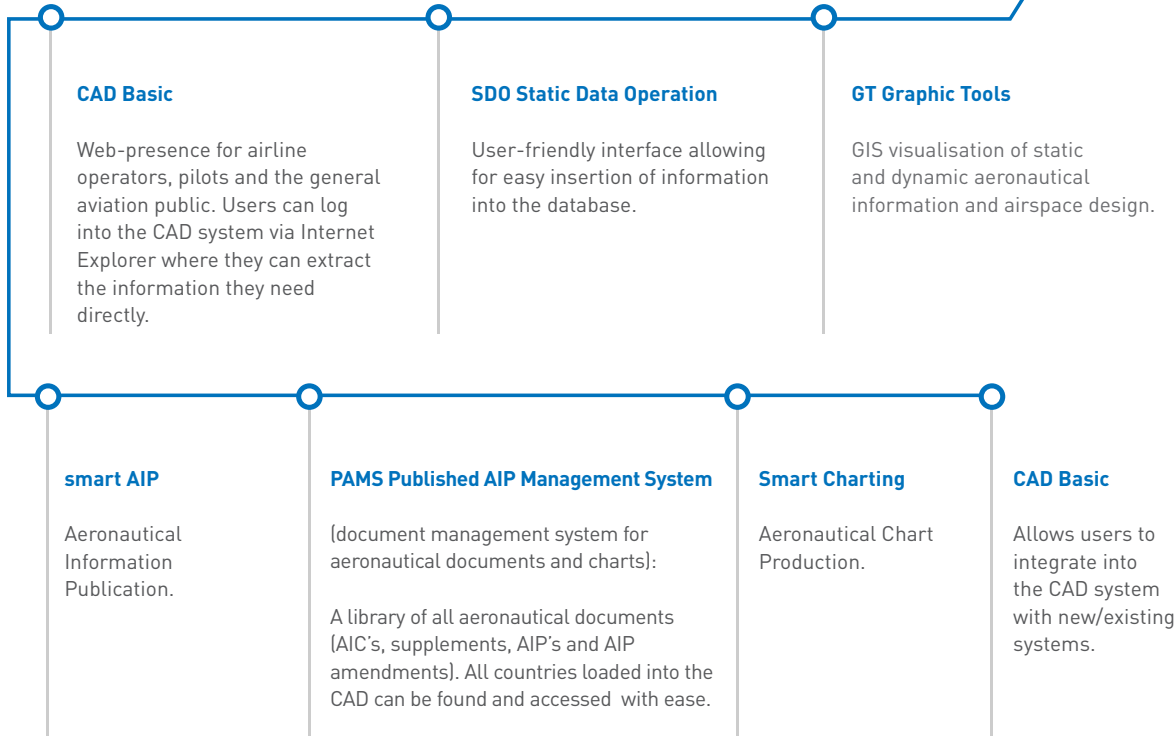 CAD Basic
Web-presence for airline
operators, pilots and the general
aviation public. Users can log
into the CAD system via Internet
Explorer where they can extract
the information they need
directly.
SDO Static Data Operation
User-friendly interface allowing
for easy insertion of information
into the database.
GT Graphic Tools
GIS visualisation of static
and dynamic aeronautical
information and airspace design.
smart AIP
Aeronautical
Information
Publication.
PAMS Published AIP Management System
(document management system for
aeronautical documents and charts):
A library of all aeronautical documents
(AIC's, supplements, AIP's and AIP
amendments). All countries loaded into the
CAD can be found and accessed  with ease.
Smart Charting
Aeronautical Chart
Production.
CAD Basic
Allows users to
integrate into
the CAD system
with new/existing
systems.